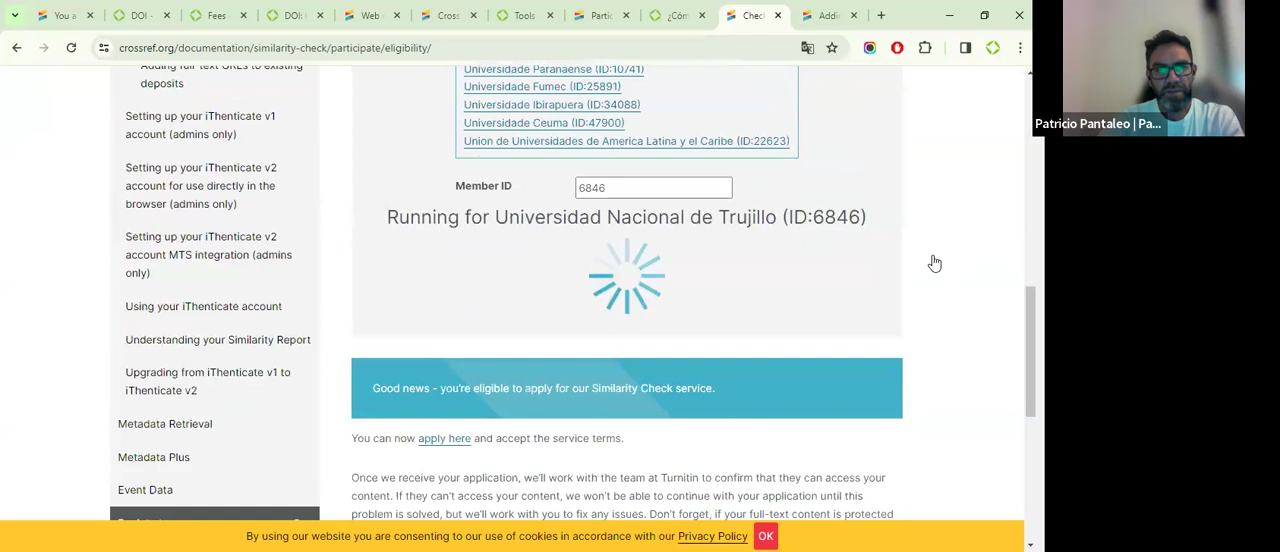 You a
DOI -
Fees -
DOI:
Web
Cross
Tools
Partic
¿Cóm
Chec
Addin
crossref.org/documentation/similarity-check/participate/eligibility/
Adding full-text URLs to existing
deposits
Setting up your iThenticate v1
account (admins only)
Setting up your iThenticate v2
account for use directly in the
browser (admins only)
Setting up your iThenticate v2
account MTS integration (admins
only)
Using your iThenticate account
Understanding your Similarity Report
Upgrading from iThenticate v1 to
iThenticate v2
Metadata Retrieval
Metadata Plus
Event Data
Universidade Paranaense (ID:10741)
Universidade Fumec (ID:25891)
Universidade Ibirapuera (ID:34088)
Universidade Ceuma (ID:47900)
Union de Universidades de America Latina y el Caribe (ID:22623)
Member ID 6846
Running for Universidad Nacional de Trujillo (ID:6846)
Good news - you're eligible to apply for our Similarity Check service.
You can now apply here and accept the service terms.
Once we receive your application, we'll work with the team at Turnitin to confirm that they can access your
content. If they can't access your content, we won't be able to continue with your application until this
problem is solved, but we'll work with you to fix any issues. Don't forget, if your full-text content is protected
By using our website you are consenting to our use of cookies in accordance with our Privacy Policy OK
Patricio Pantaleo | Pa...